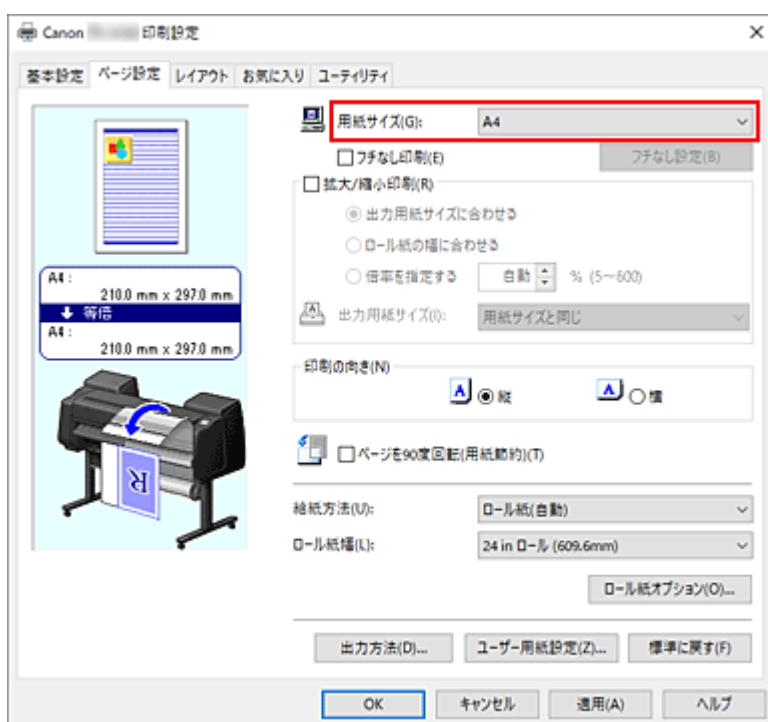 Canon 印刷設定
基本設定 ページ設定 レイアウト お気に入り ユーティリティ
用紙サイズ(G): A4
フチなし印刷(E) フチなし設定(B)
拡大/縮小印刷(R)
出力用紙サイズに合わせる
ロール紙の幅に合わせる
倍率を指定する 自動 % (5～600)
出力用紙サイズ(I): 用紙サイズと同じ
A4 :
210.0 mm x 297.0 mm
等倍
A4 :
210.0 mm x 297.0 mm
印刷の向き(N)
A 縦 A 横
ページを90度回転(用紙節約)(T)
R
給紙方法(U): ロール紙(自動)
ロール紙幅(L): 24 in ロール (609.6mm)
ロール紙オプション(O)...
出力方法(D)... ユーザー用紙設定(Z)... 標準に戻す(F)
OK キャンセル 適用(A) ヘルプ